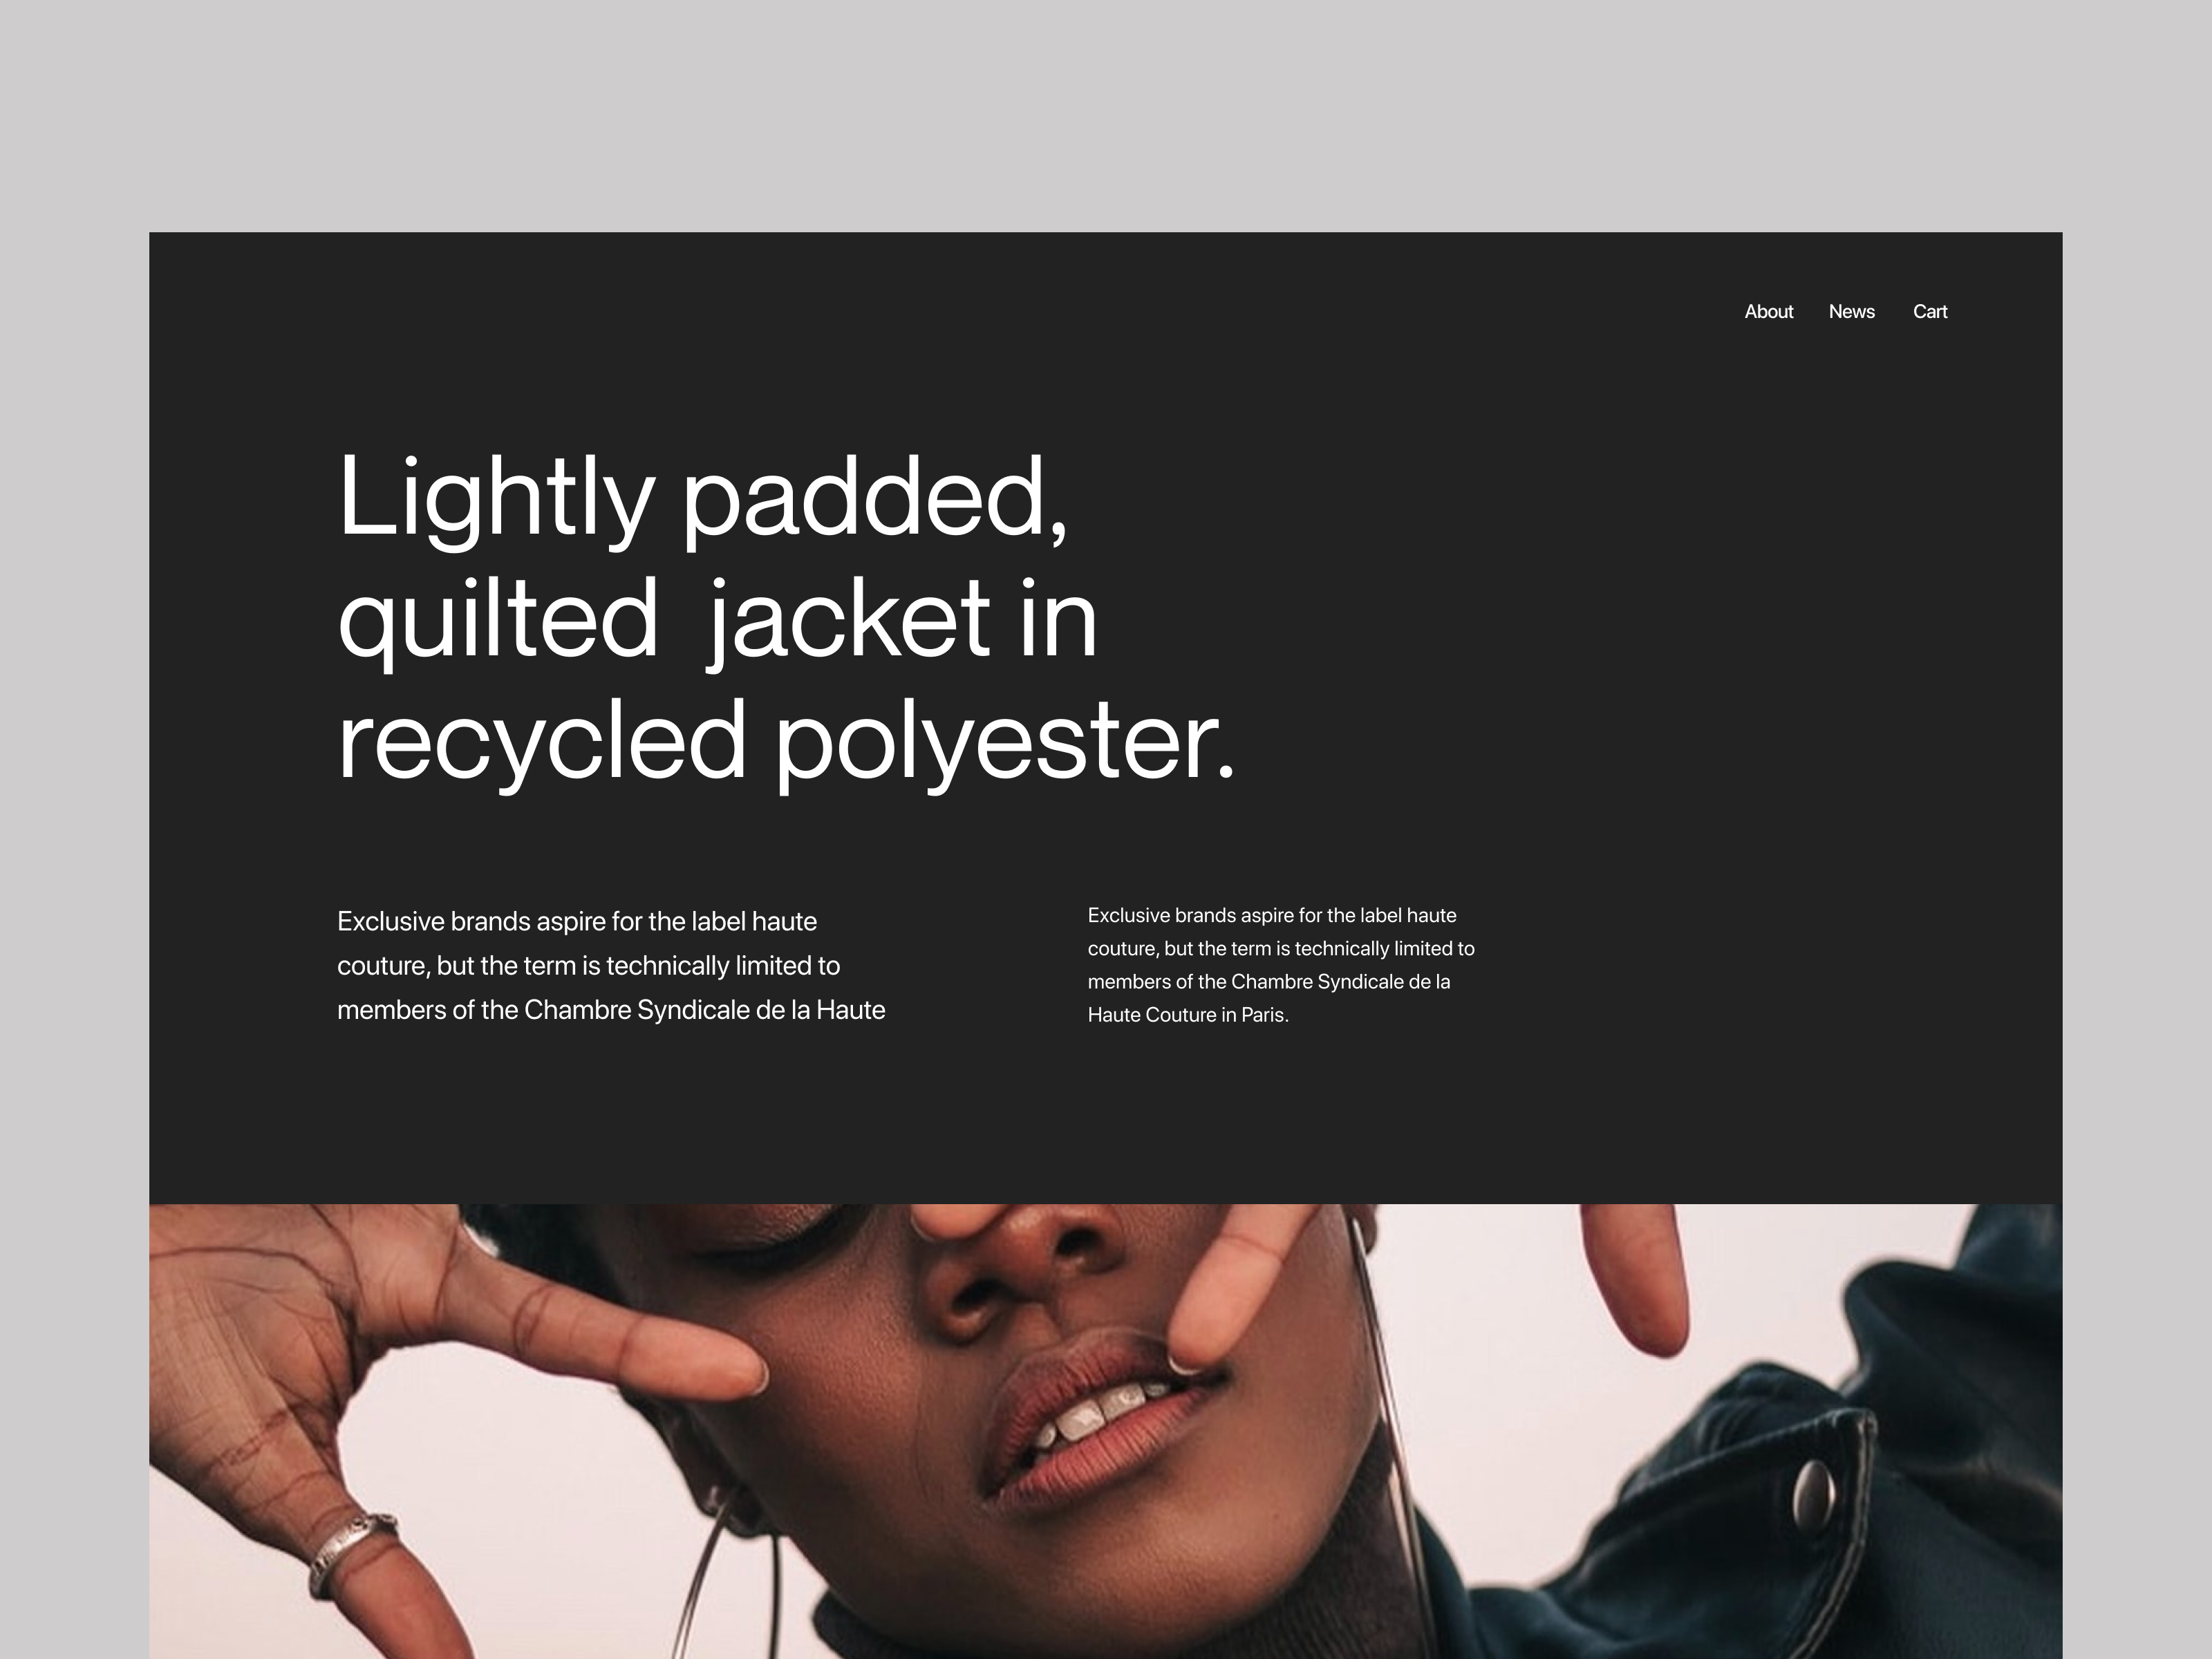 About News Cart
Lightly padded,
quilted  jacket in
recycled polyester.
Exclusive brands aspire for the label haute
couture, but the term is technically limited to
members of the Chambre Syndicale de la Haute
Exclusive brands aspire for the label haute
couture, but the term is technically limited to
members of the Chambre Syndicale de la
Haute Couture in Paris.